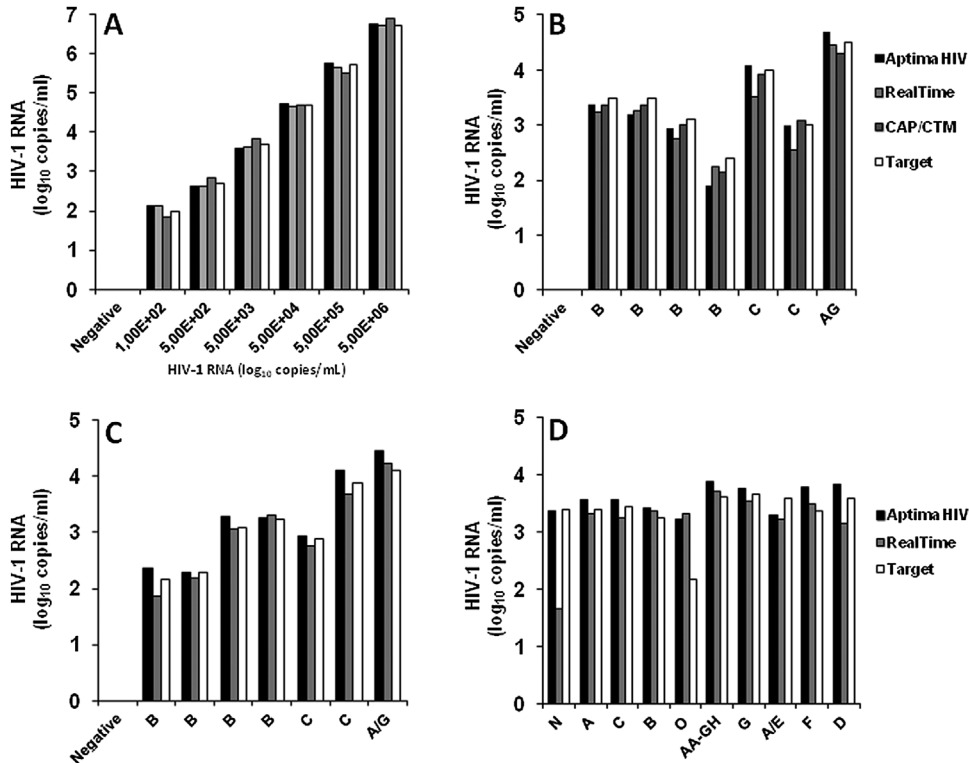 A
7
6
5
4
3
2
1
0
HIV-1 RNA
(log10 copies/ml)
Negative
1,00E+02
5,00E+02
5,00E+03
5,00E+04
5,00E+05
5,00E+06
HIV-1 RNA (log10 copies/mL)
B
5
4
3
2
1
0
HIV-1 RNA
(log10 copies/ml)
Negative
B
B
B
B
C
C
AG
Aptima HIV
RealTime
CAP/CTM
Target
C
5
4
3
2
1
0
HIV-1 RNA
(log10 copies/ml)
Negative
B
B
B
B
C
C
A/G
D
5
4
3
2
1
0
HIV-1 RNA
(log10 copies/ml)
N
A
C
B
O
AA-GH
G
A/E
F
D
Aptima HIV
RealTime
Target